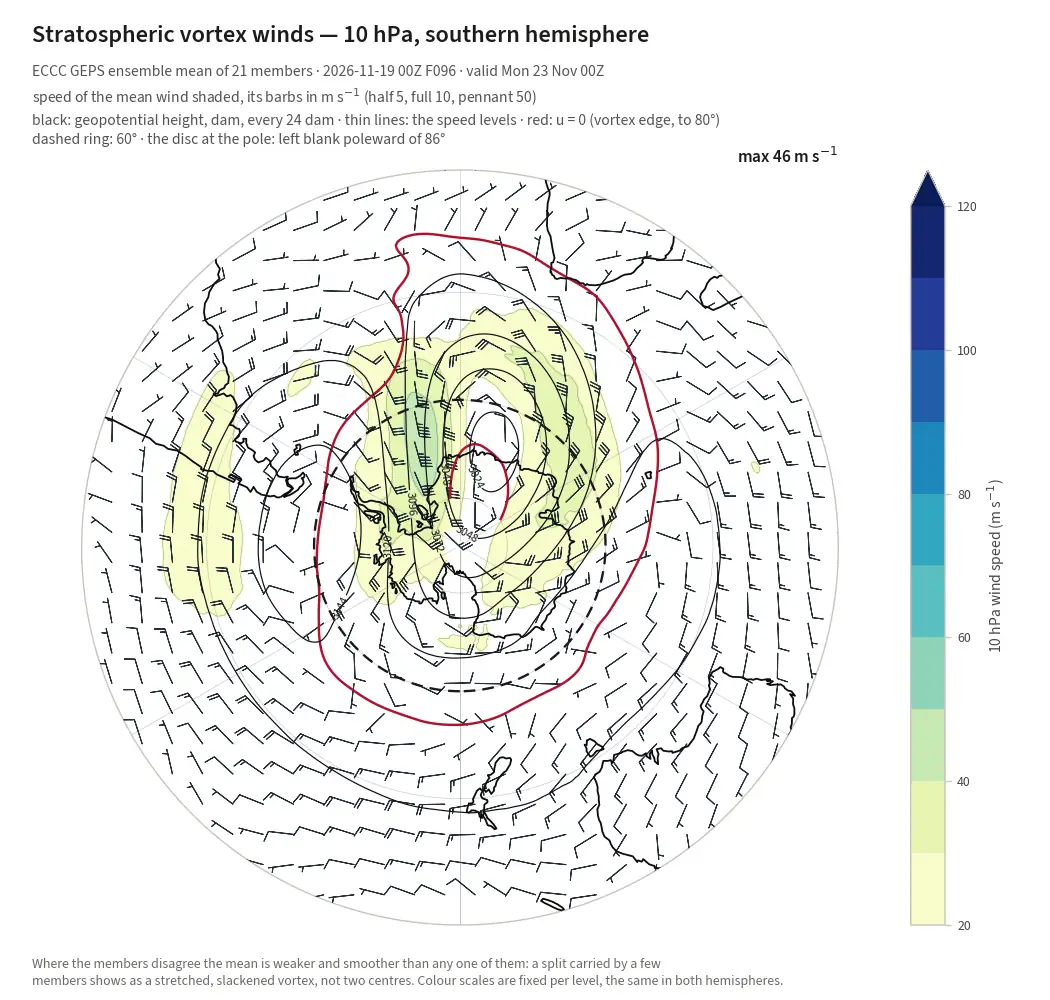 Stratospheric vortex winds — 10 hPa, southern hemisphere
ECCC GEPS ensemble mean of 21 members · 2026-11-19 00Z F096 · valid Mon 23 Nov 00Z
speed of the mean wind shaded, its barbs in m s⁻¹ (half 5, full 10, pennant 50)
black: geopotential height, dam, every 24 dam · thin lines: the speed levels · red: u = 0 (vortex edge, to 80°)
dashed ring: 60° · the disc at the pole: left blank poleward of 86°
max 46 m s⁻¹
120
100
80
60
40
20
10 hPa wind speed (m s⁻¹)
3048
Where the members disagree the mean is weaker and smoother than any one of them: a split carried by a few
members shows as a stretched, slackened vortex, not two centres. Colour scales are fixed per level, the same in both hemispheres.